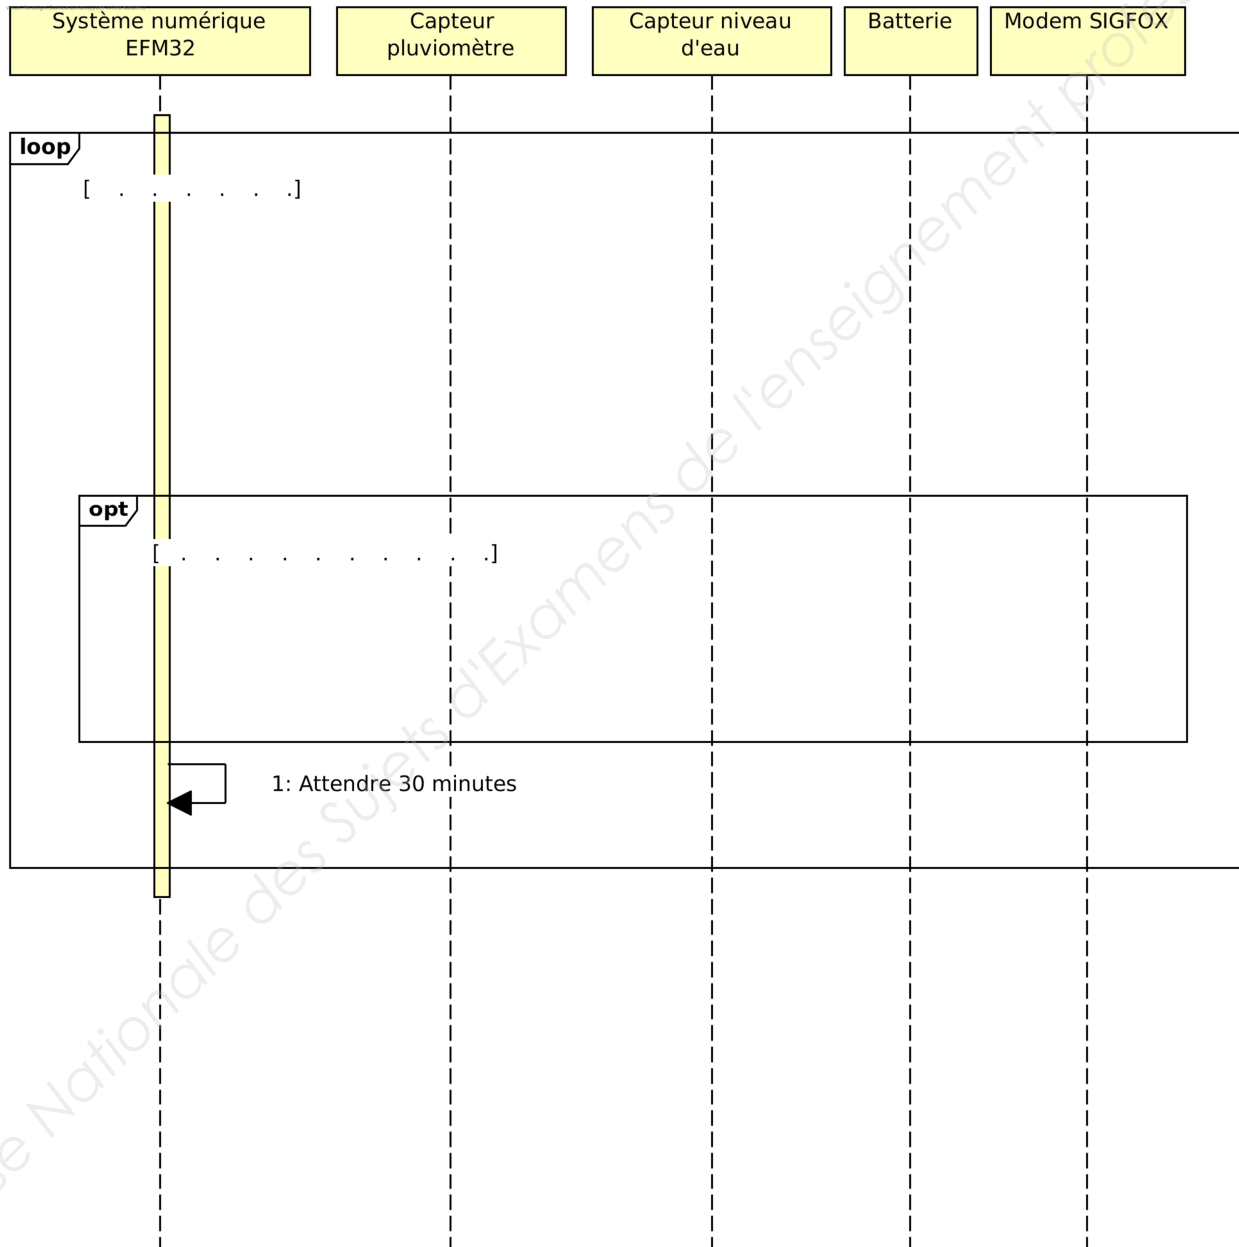 Système numérique
EFM32
Capteur
pluviomètre
Capteur niveau
d'eau
Batterie
Modem SIGFOX
loop
[ . . . . . .]
opt
[ . . . . . . . . . .]
1: Attendre 30 minutes
Nationale des Sujets d'Examens de l'enseignement